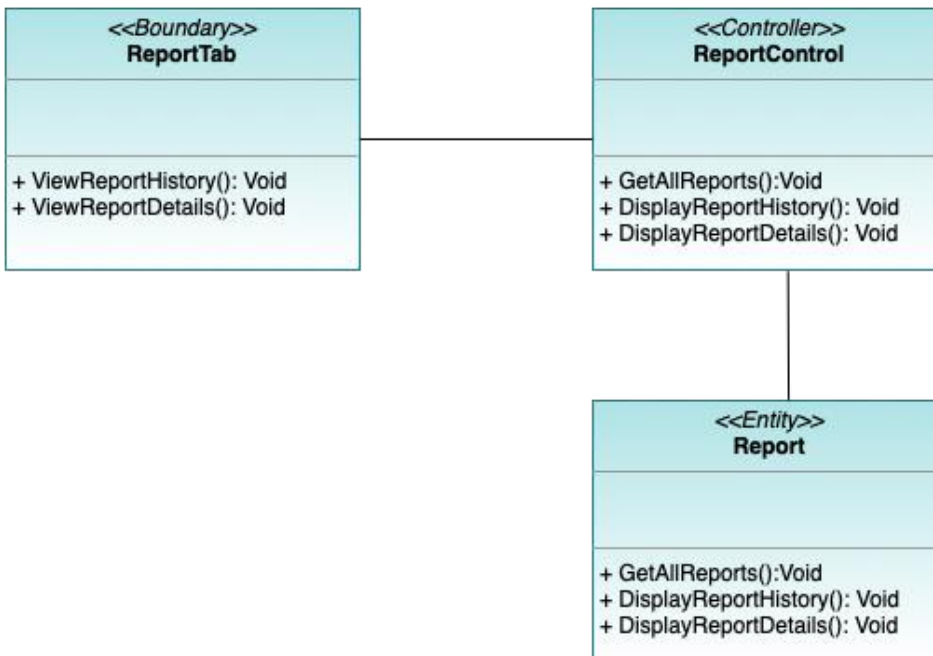 <<Boundary>>
ReportTab
+ ViewReportHistory(): Void
+ ViewReportDetails(): Void
<<Controller>>
ReportControl
+ GetAllReports():Void
+ DisplayReportHistory(): Void
+ DisplayReportDetails(): Void
<<Entity>>
Report
+ GetAllReports():Void
+ DisplayReportHistory(): Void
+ DisplayReportDetails(): Void